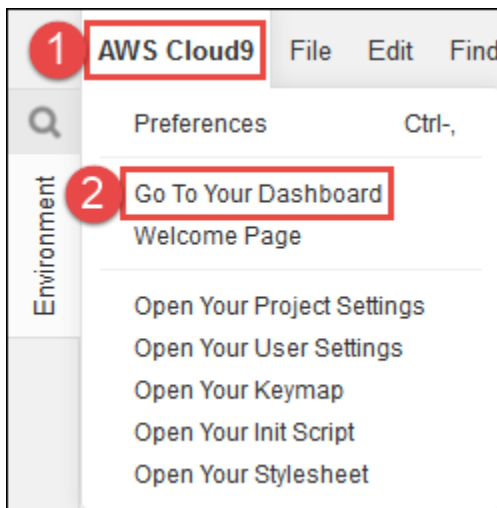 1 AWS Cloud9 File Edit Find
Preferences Ctrl-,
2 Go To Your Dashboard
Welcome Page
Environment
Open Your Project Settings
Open Your User Settings
Open Your Keymap
Open Your Init Script
Open Your Stylesheet